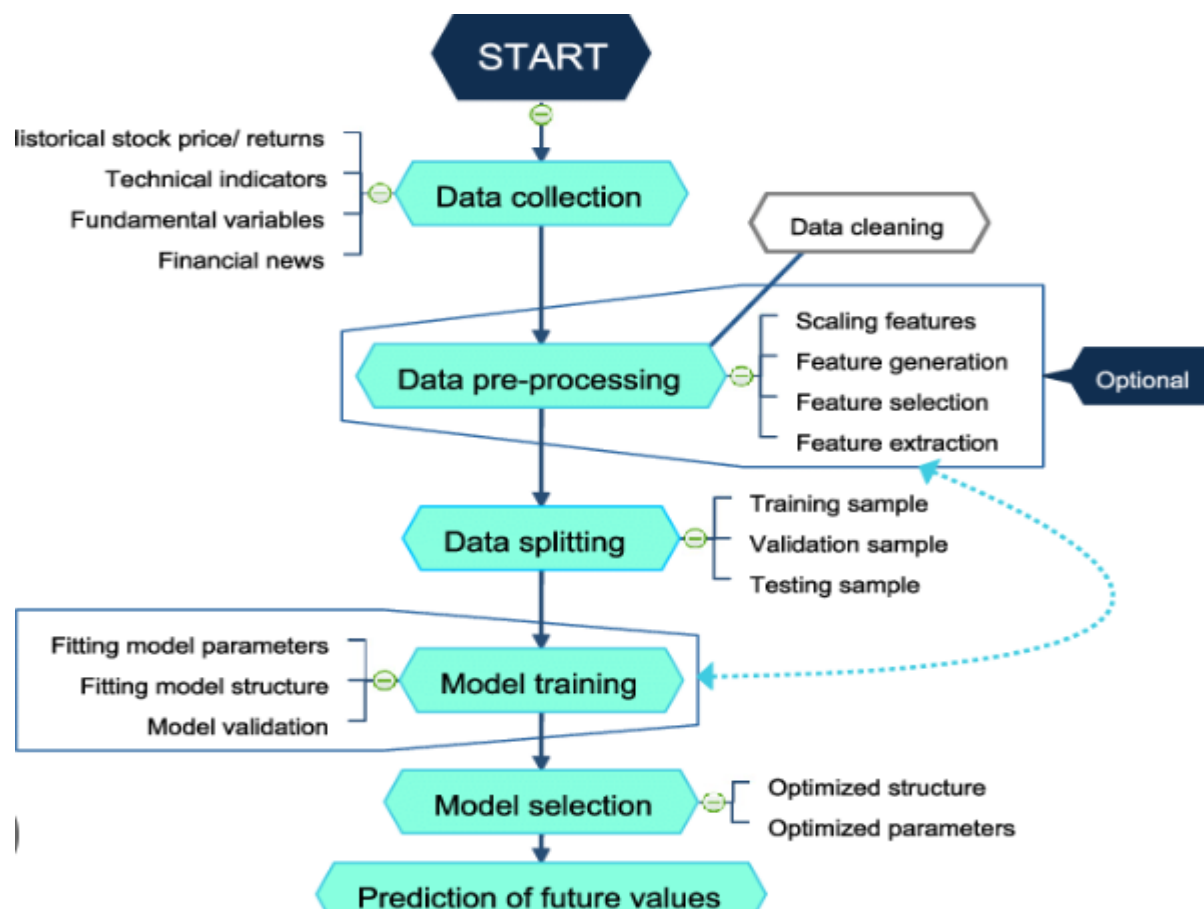 START
listorical stock price/ returns
Technical indicators
Fundamental variables
Financial news
Data collection
Data cleaning
Data pre-processing
Scaling features
Feature generation
Feature selection
Feature extraction
Optional
Data splitting
Training sample
Validation sample
Testing sample
Fitting model parameters
Fitting model structure
Model validation
Model training
Model selection
Optimized structure
Optimized parameters
Prediction of future values